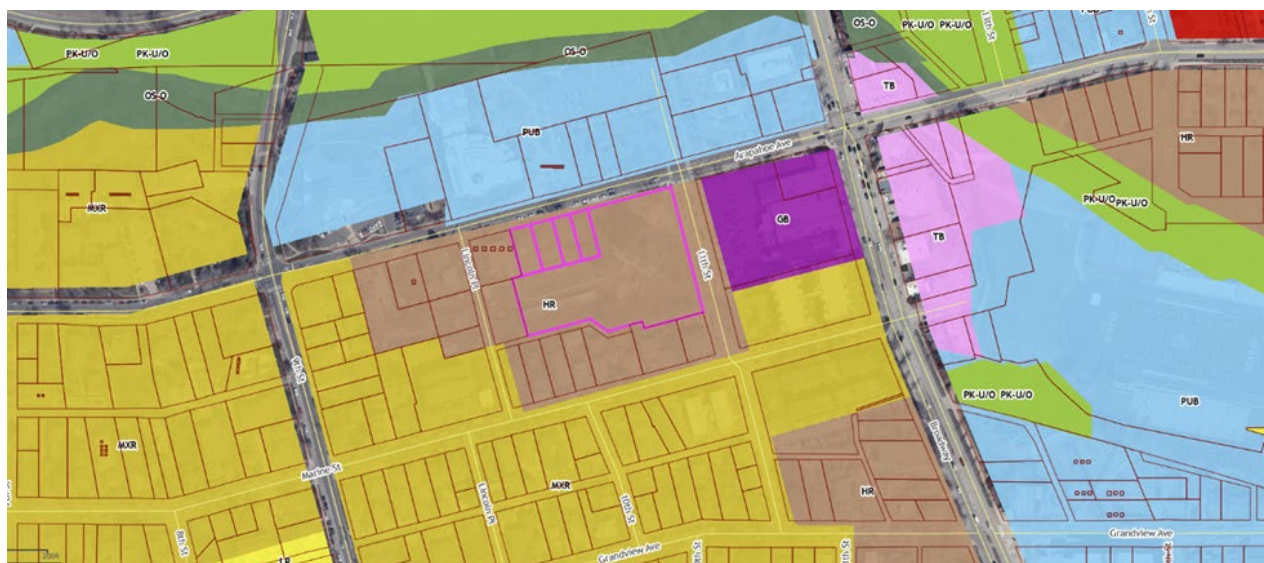 PK-U/O
PK-U/O
OS-O
OS-O
OS-O
PK-U/O
PK-U/O
13th St
TB
PUB
MXR
Arapahoe Ave
HR
PK-U/O
PK-U/O
GB
TB
Lincoln Pl
11th St
HR
9th St
PK-U/O PK-U/O
PUB
MXR
Marine St
MXR
HR
Broadway
Lincoln Pl
10th St
8th St
Grandview Ave
Grandview Ave